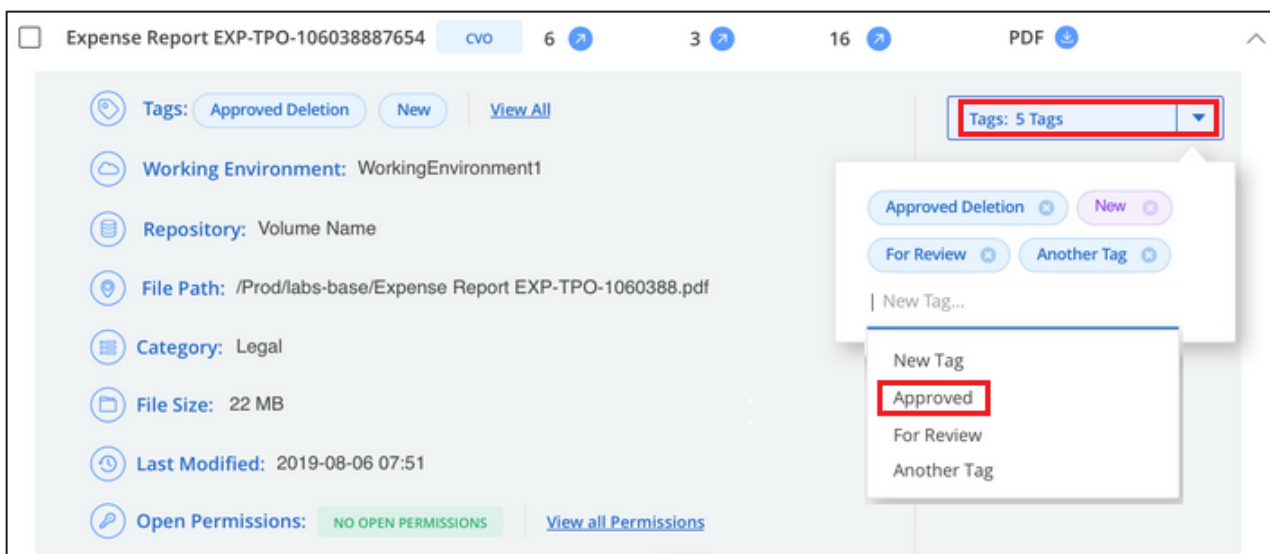 Expense Report EXP-TPO-106038887654 CVO 6 3 16 PDF
Tags: Approved Deletion New View All
Tags: 5 Tags
Working Environment: WorkingEnvironment1
Repository: Volume Name
File Path: /Prod/labs-base/Expense Report EXP-TPO-1060388.pdf
Category: Legal
File Size: 22 MB
Last Modified: 2019-08-06 07:51
Open Permissions: NO OPEN PERMISSIONS View all Permissions
Approved Deletion New
For Review Another Tag
New Tag...
New Tag
Approved
For Review
Another Tag